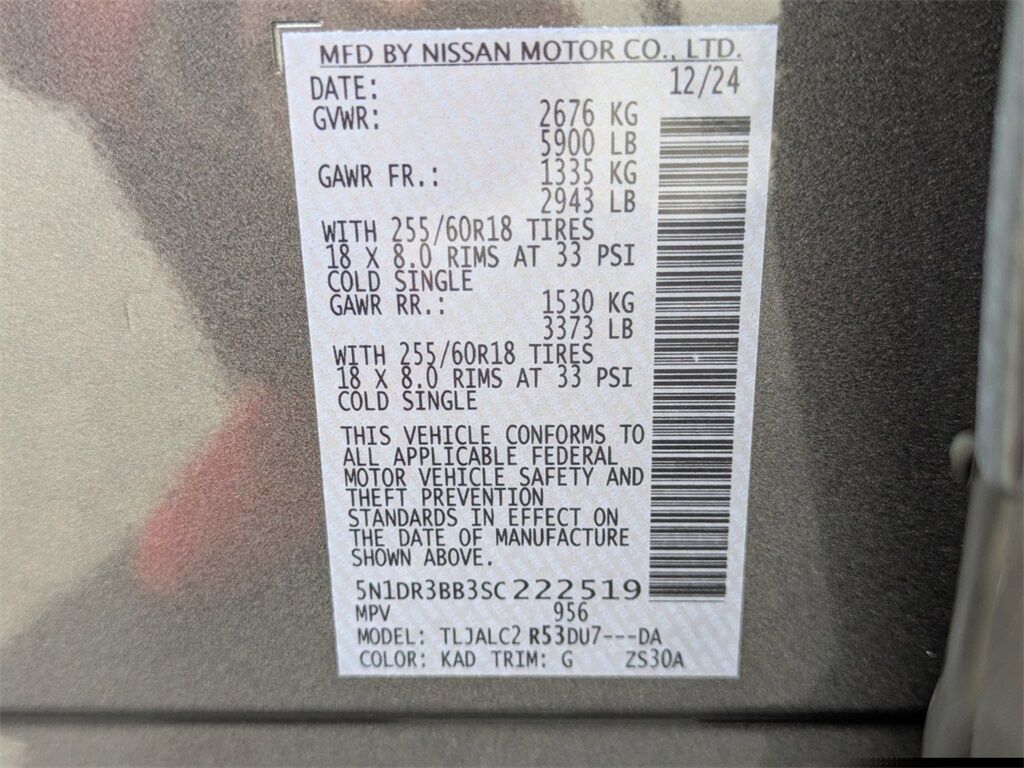 MFD BY NISSAN MOTOR CO., LTD.
DATE: 12/24
GVWR: 2676 KG
5900 LB
GAWR FR.: 1335 KG
2943 LB
WITH 255/60R18 TIRES
18 X 8.0 RIMS AT 33 PSI
COLD SINGLE
GAWR RR.: 1530 KG
3373 LB
WITH 255/60R18 TIRES
18 X 8.0 RIMS AT 33 PSI
COLD SINGLE
THIS VEHICLE CONFORMS TO
ALL APPLICABLE FEDERAL
MOTOR VEHICLE SAFETY AND
THEFT PREVENTION
STANDARDS IN EFFECT ON
THE DATE OF MANUFACTURE
SHOWN ABOVE.
5N1DR3BB3SC222519
MPV 956
MODEL: TLJALC2 R53DU7---DA
COLOR: KAD TRIM: G ZS30A